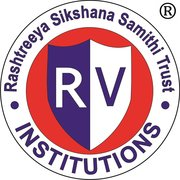 ®
Rashtreeya Sikshana Samithi Trust
RV
• INSTITUTIONS •